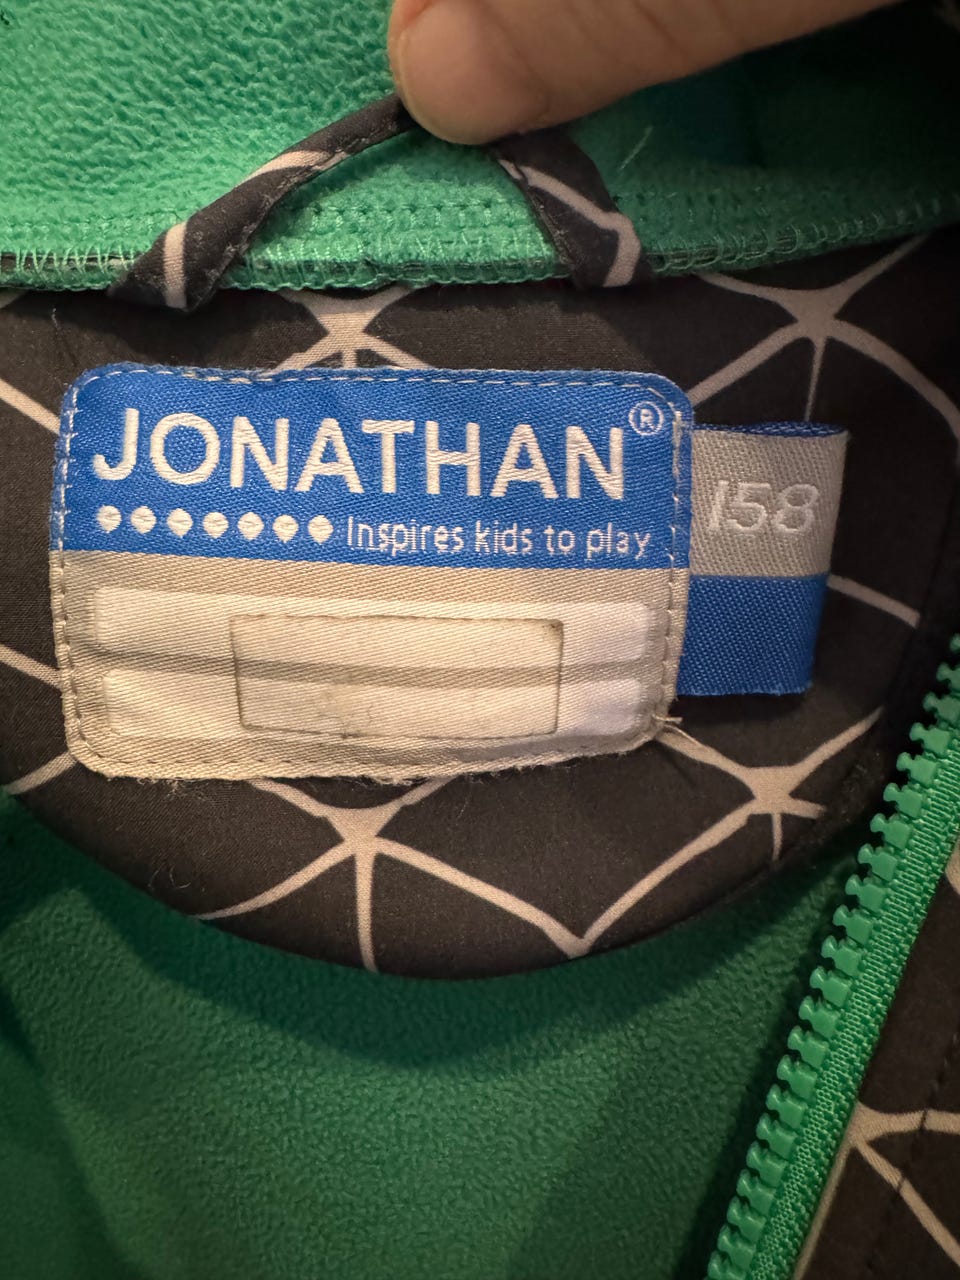 JONATHAN®
Inspires kids to play
158